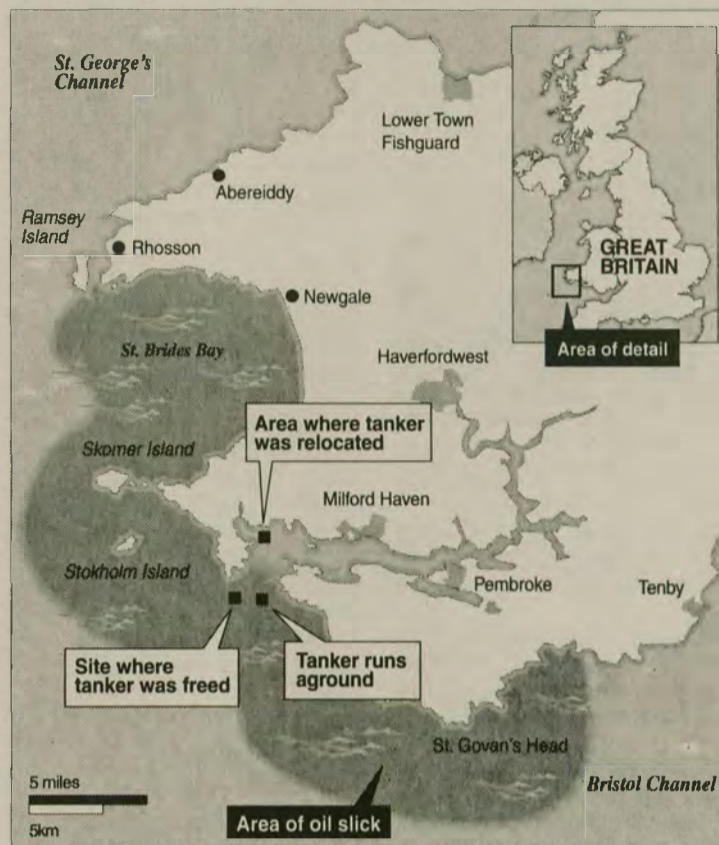 St. George's
Channel
Lower Town
Fishguard
Abereiddy
Ramsey
Island
Rhosson
GREAT
BRITAIN
Newgale
Area of detail
St. Brides Bay
Haverfordwest
Area where tanker
was relocated
Skomer Island
Milford Haven
Stokholm Island
Pembroke
Tenby
Site where
tanker was freed
Tanker runs
aground
St. Govan's Head
5 miles
5km
Bristol Channel
Area of oil slick